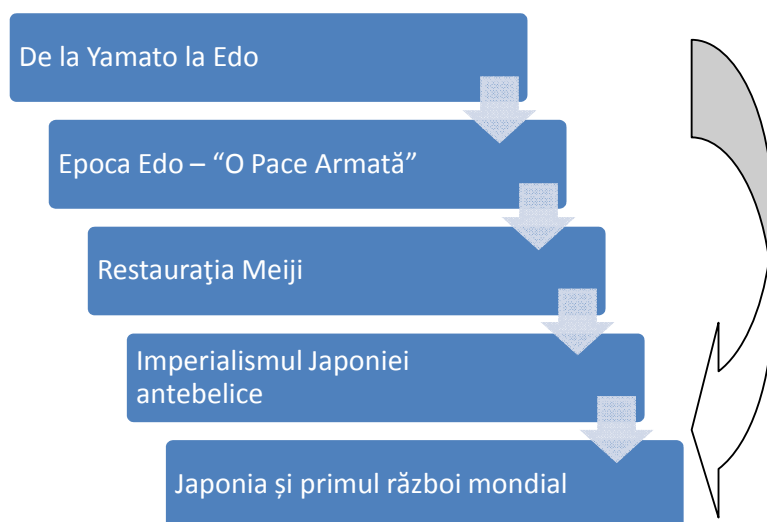 De la Yamato la Edo
Epoca Edo – “O Pace Armată”
Restauraţia Meiji
Imperialismul Japoniei
antebelice
Japonia și primul război mondial